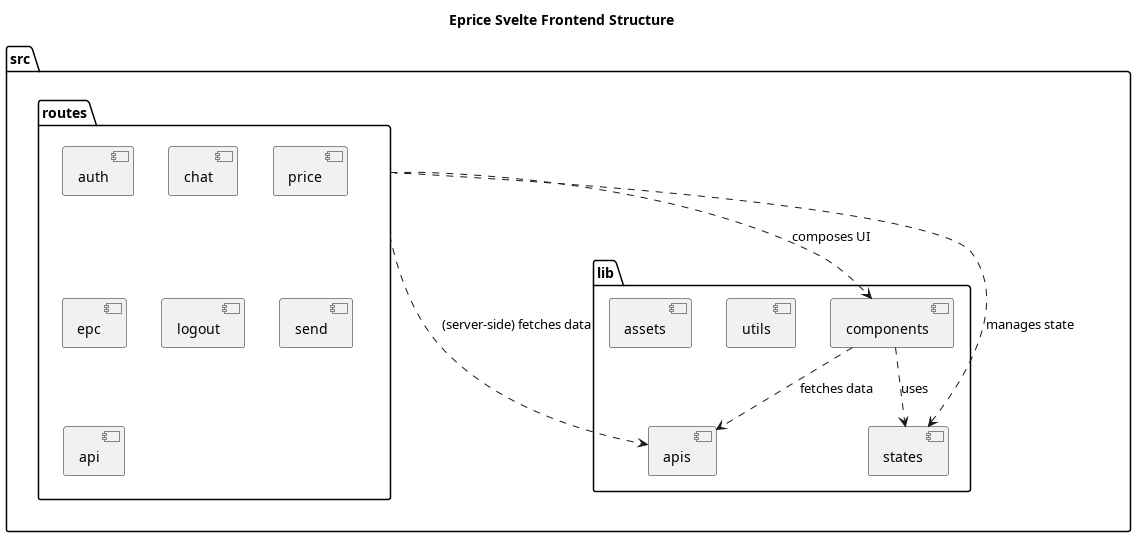 Eprice Svelte Frontend Structure
src
routes
auth
chat
price
composes UI
lib
epc
logout
send
(server-side) fetches data
assets
utils
components
manages state
fetches data
uses
api
apis
states